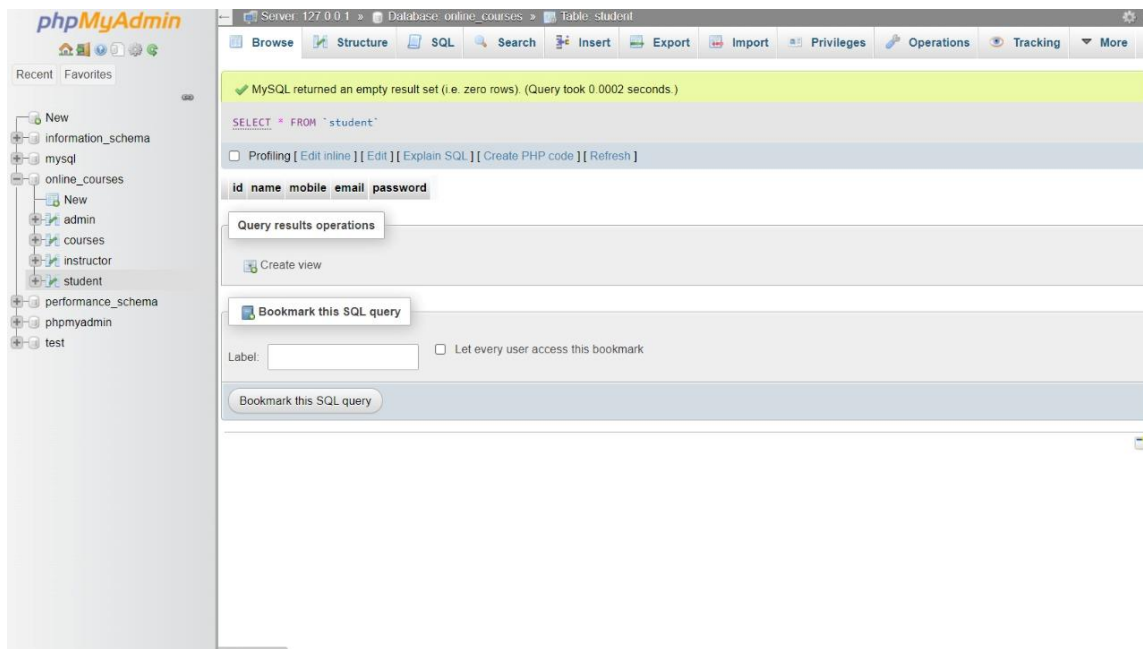 phpMyAdmin
Recent Favorites
New
information_schema
mysql
online_courses
New
admin
courses
instructor
student
performance_schema
phpmyadmin
test
Server: 127.0.0.1 » Database: online_courses » Table: student
Browse Structure SQL Search Insert Export Import Privileges Operations Tracking More
MySQL returned an empty result set (i.e. zero rows). (Query took 0.0002 seconds.)
SELECT * FROM `student`
Profiling [ Edit inline ] [ Edit ] [ Explain SQL ] [ Create PHP code ] [ Refresh ]
id name mobile email password
Query results operations
Create view
Bookmark this SQL query
Label: Let every user access this bookmark
Bookmark this SQL query